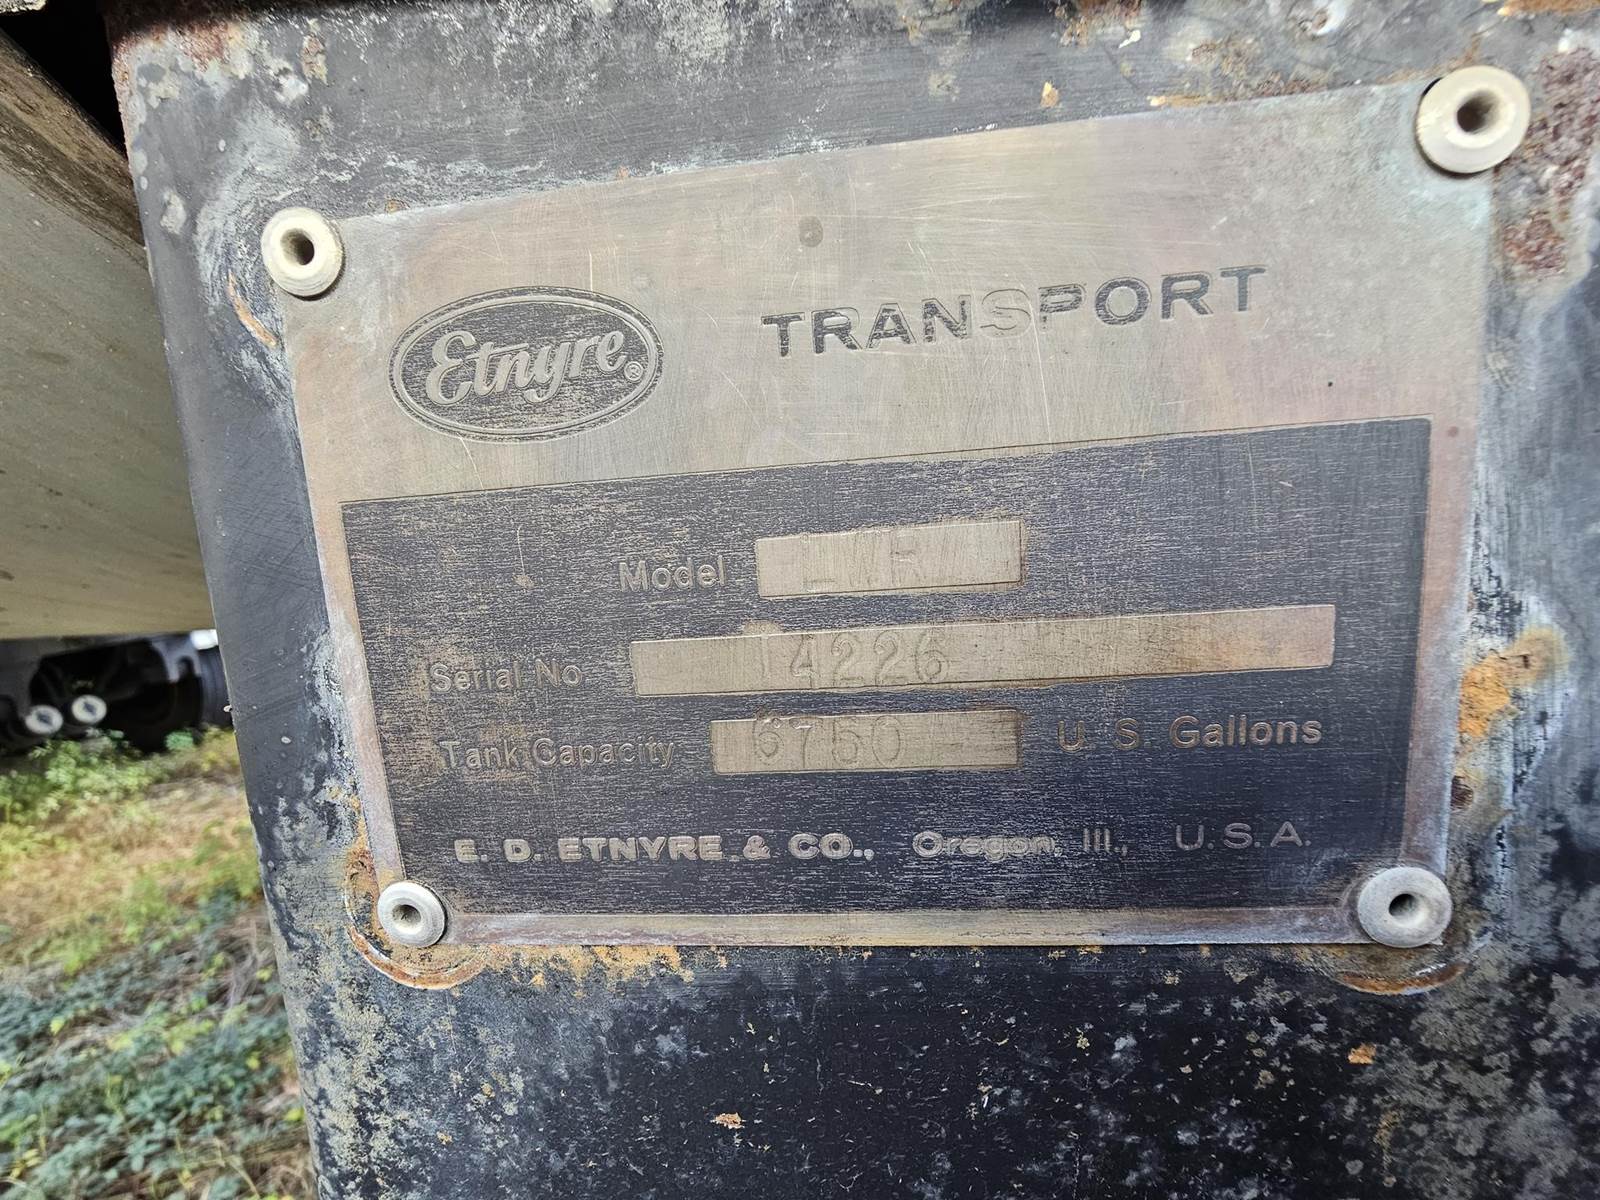 Etnyre®
TRANSPORT
Model LWR
Serial No 14226
Tank Capacity 6750 U. S. Gallons
E. D. ETNYRE & CO., Oregon, Ill., U.S.A.